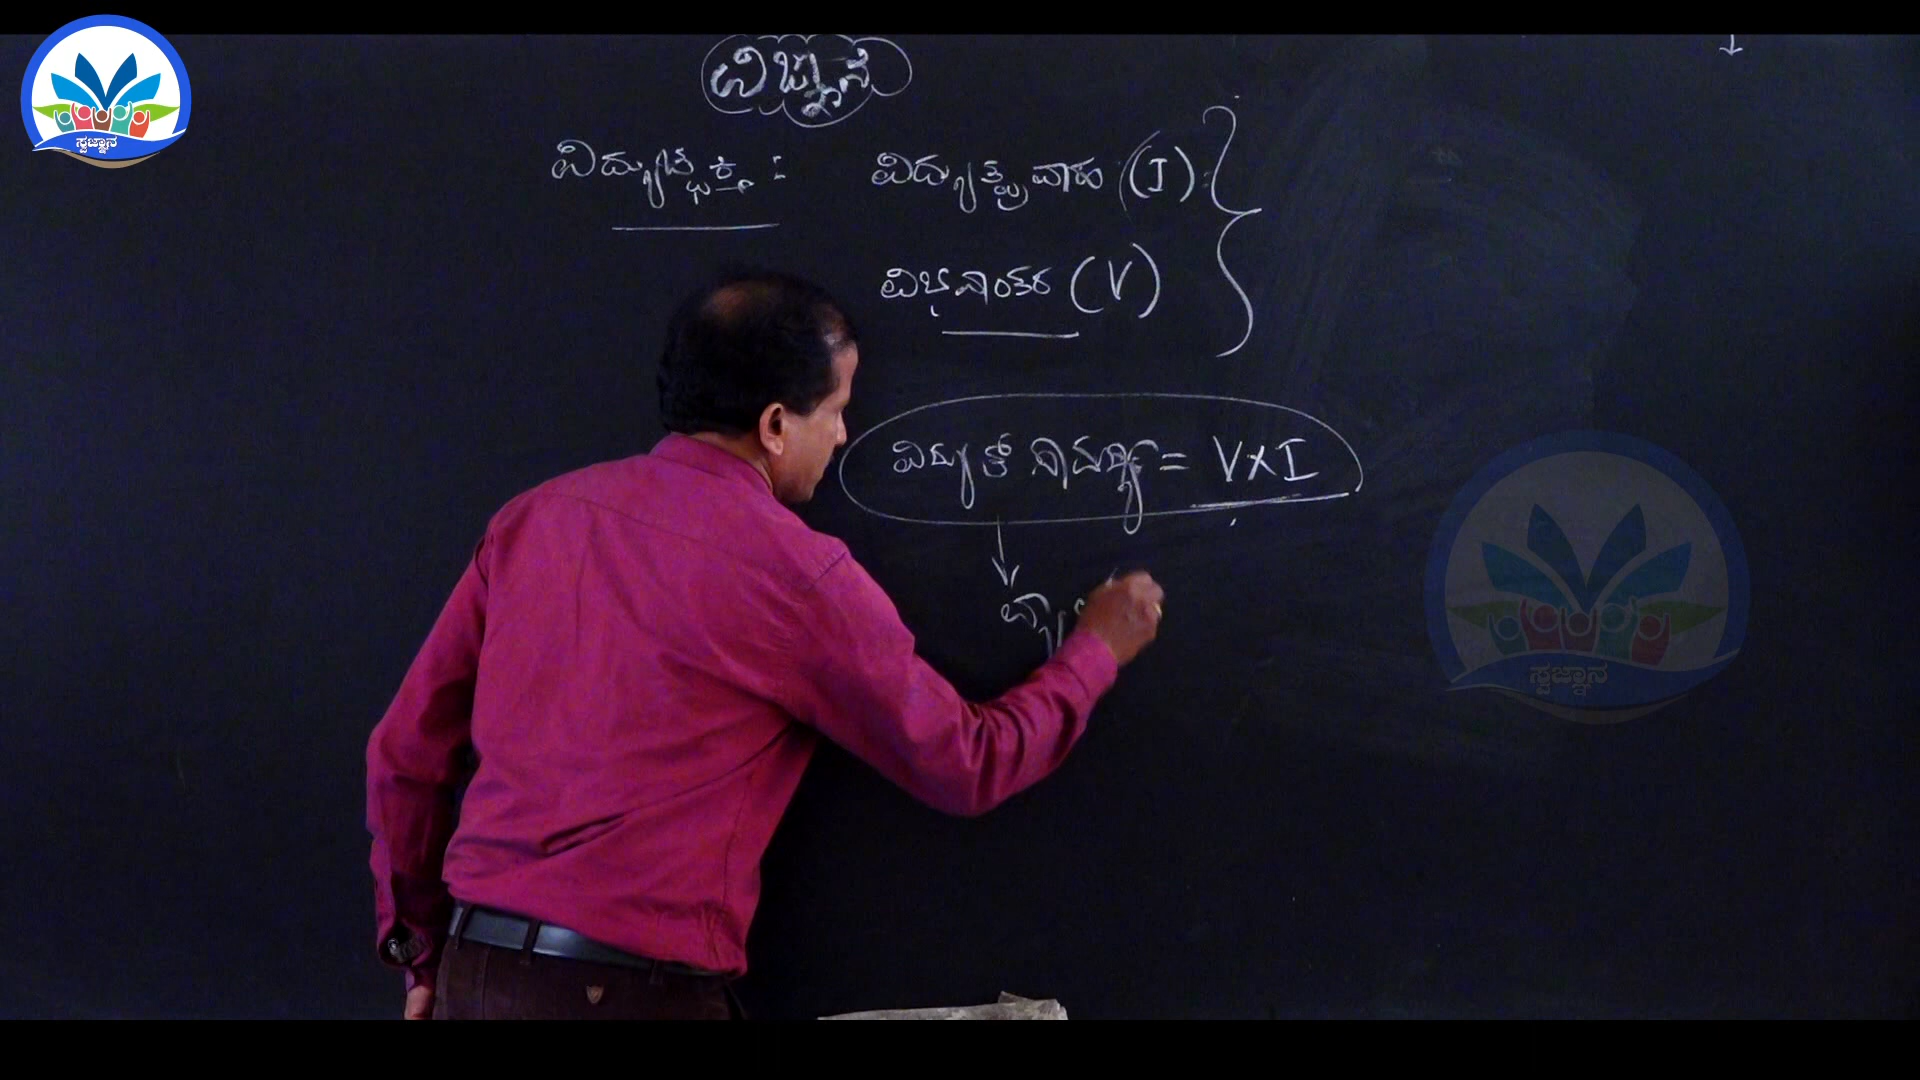 ಸ್ವಜ್ಞಾನ
ವಿಜ್ಞಾನ
ವಿದ್ಯುಚ್ಛಕ್ತಿ : ವಿದ್ಯುತ್ಪ್ರವಾಹ (I)
ವಿಭವಾಂತರ (V)
ವಿದ್ಯುತ್ ಸಾಮರ್ಥ್ಯ = V×I
ಸ್ವಜ್ಞಾನ